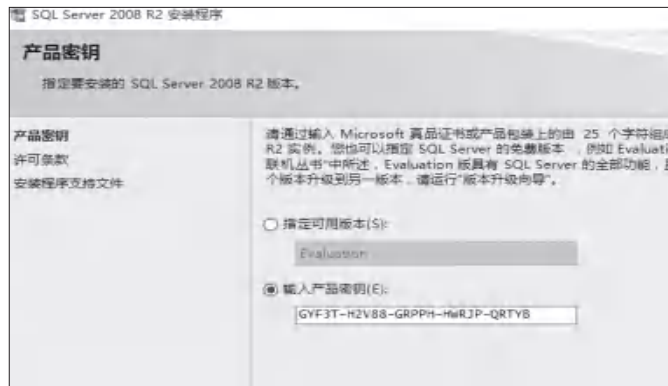 SQL Server 2008 R2 安装程序
产品密钥
指定要安装的 SQL Server 2008 R2 版本。
产品密钥
许可条款
安装程序支持文件
请通过输入 Microsoft 真品证书或产品包装上的由 25 个字符组成
R2 实例。您也可以指定 SQL Server 的免费版本 ，例如 Evaluati
联机丛书"中所述，Evaluation 版具有 SQL Server 的全部功能，且
个版本升级到另一版本，请运行"版本升级向导"。
指定可用版本(S):
Evaluation
输入产品密钥(E):
GYF3T-H2V88-GRPPH-HWRJP-QRTYB